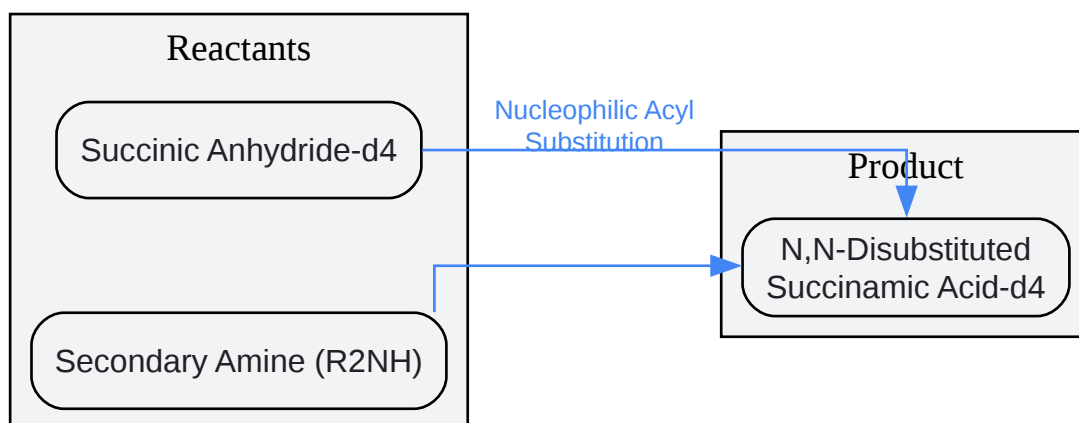 Reactants
Succinic Anhydride-d4
Secondary Amine (R2NH)
Nucleophilic Acyl
Substitution
Product
N,N-Disubstituted
Succinamic Acid-d4